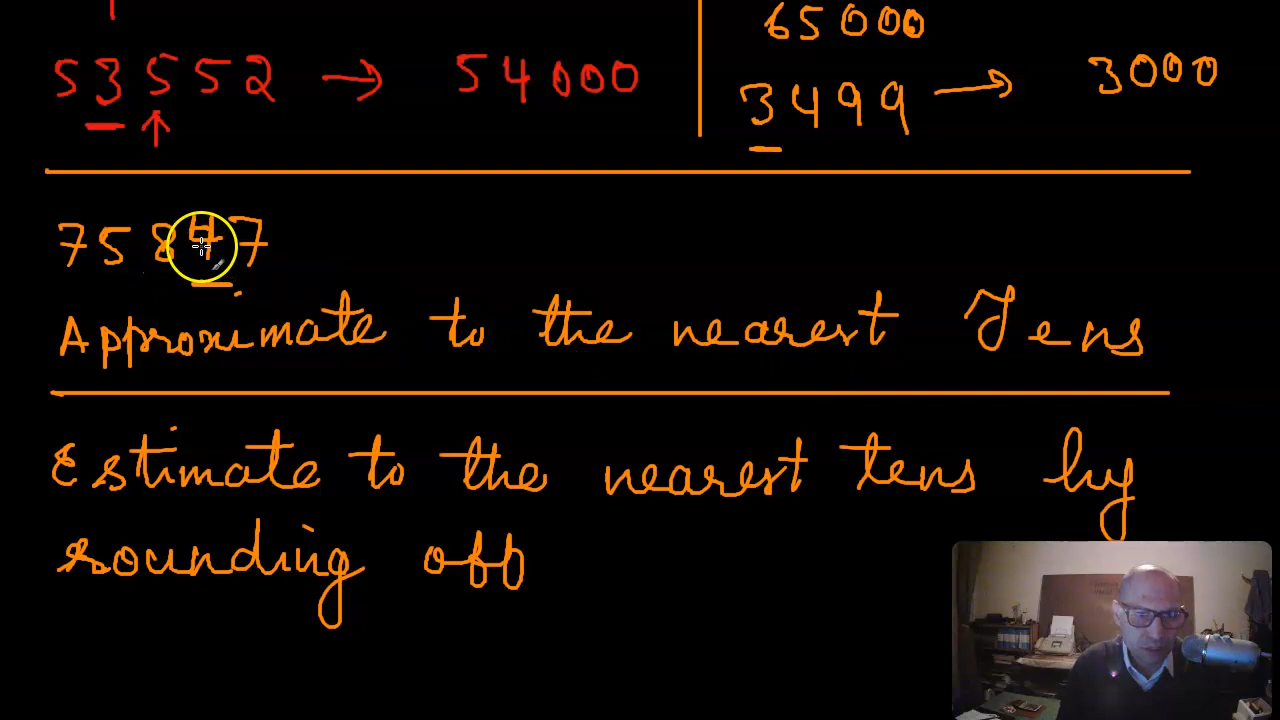 65000
53552 → 54000
3499 → 3000
75847
Approximate to the nearest Tens
Estimate to the nearest tens by
rounding off